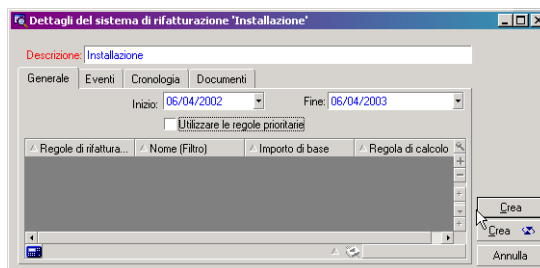 Dettagli del sistema di rifatturazione 'Installazione'
Descrizione: Installazione
Generale Eventi Cronologia Documenti
Inizio: 06/04/2002 Fine: 06/04/2003
Utilizzare le regole prioritarie
Regole di rifattura... Nome (Filtro) Importo di base Regola di calcolo
Crea
Crea
Annulla